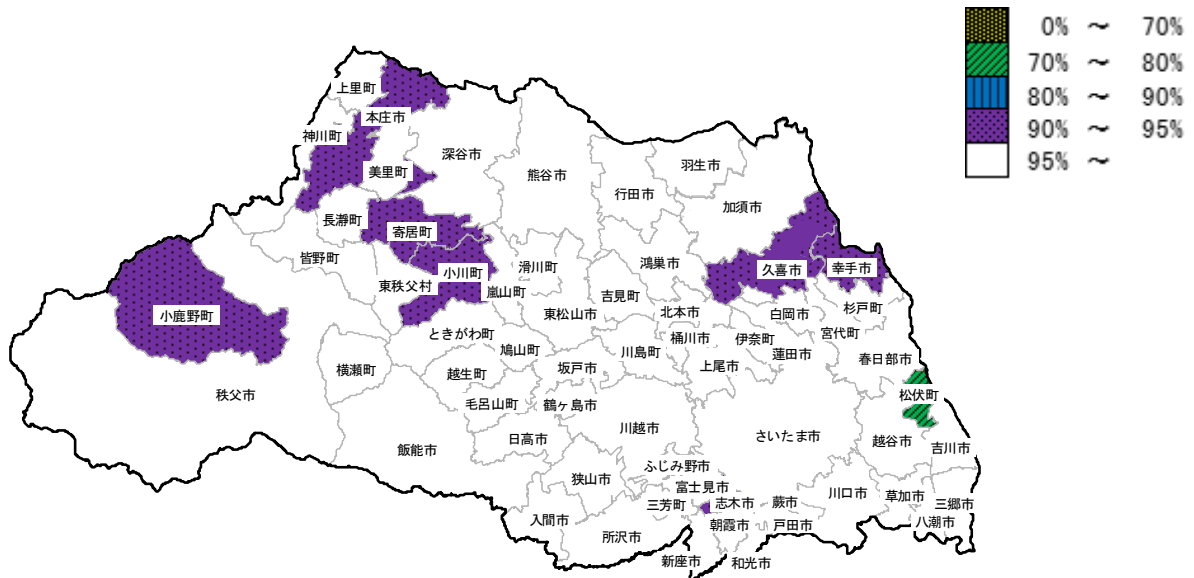 0% ～ 70%
70% ～ 80%
80% ～ 90%
90% ～ 95%
95% ～
上里町
本庄市
神川町
深谷市
美里町
熊谷市
羽生市
行田市
加須市
長瀞町
寄居町
皆野町
小川町
滑川町
鴻巣市
久喜市
幸手市
東秩父村
嵐山町
吉見町
小鹿野町
東松山市
北本市
白岡市
杉戸町
ときがわ町
桶川市
伊奈町
宮代町
鳩山町
川島町
蓮田市
春日部市
横瀬町
越生町
坂戸市
上尾市
秩父市
松伏町
毛呂山町
鶴ヶ島市
川越市
さいたま市
日高市
越谷市
飯能市
吉川市
ふじみ野市
狭山市
富士見市
三芳町
志木市
蕨市
川口市
草加市
三郷市
入間市
朝霞市
戸田市
八潮市
所沢市
新座市
和光市